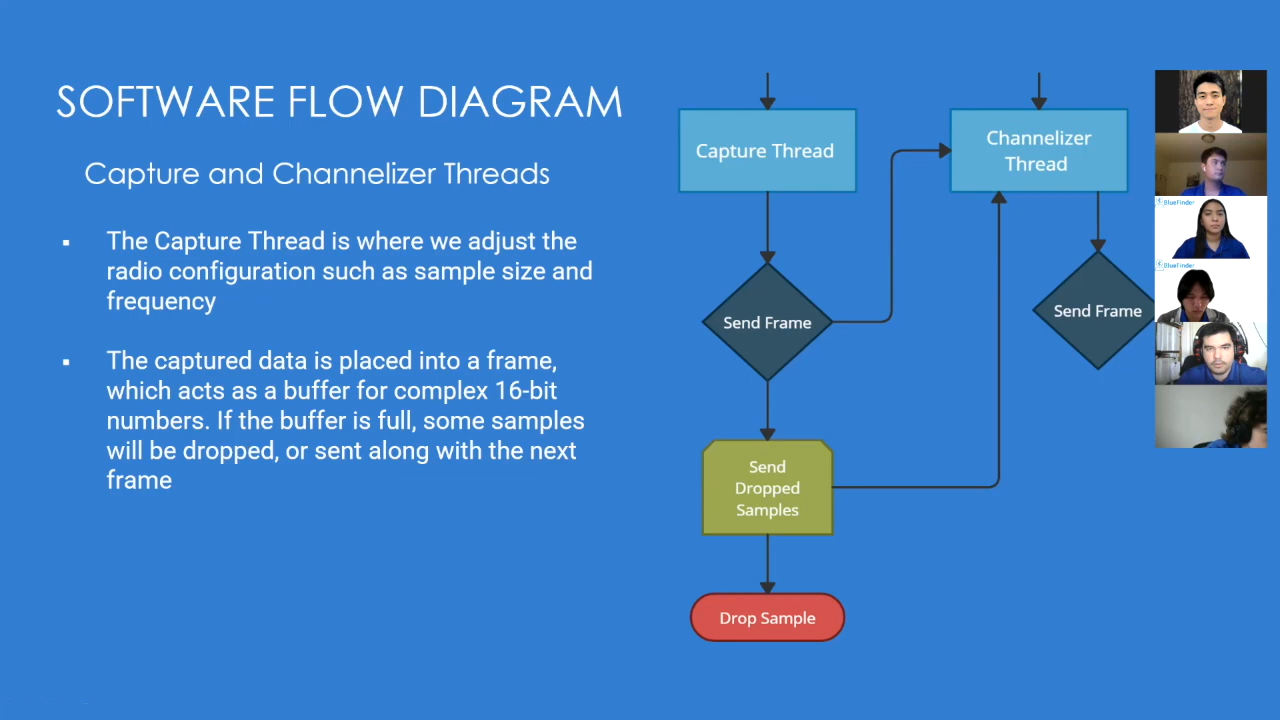 SOFTWARE FLOW DIAGRAM
Capture and Channelizer Threads
▪ The Capture Thread is where we adjust the
radio configuration such as sample size and
frequency
▪ The captured data is placed into a frame,
which acts as a buffer for complex 16-bit
numbers. If the buffer is full, some samples
will be dropped, or sent along with the next
frame
Capture Thread
Channelizer
Thread
Send Frame
Send Frame
Send
Dropped
Samples
Drop Sample
BlueFinder
BlueFinder